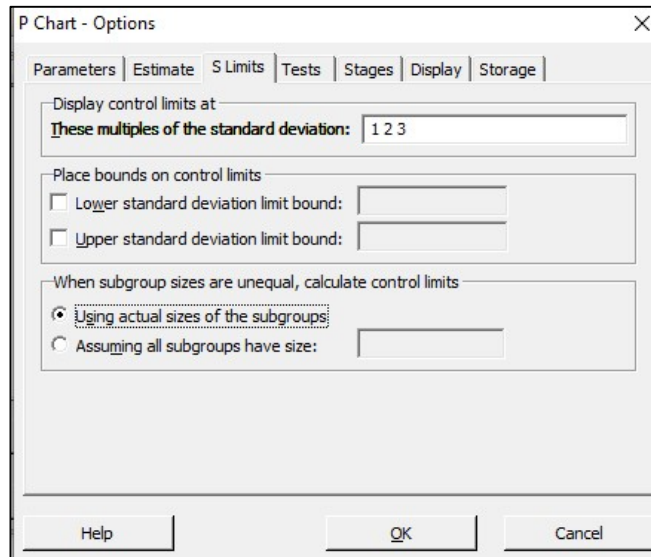 P Chart - Options
Parameters Estimate S Limits Tests Stages Display Storage
Display control limits at
These multiples of the standard deviation: 1 2 3
Place bounds on control limits
Lower standard deviation limit bound:
Upper standard deviation limit bound:
When subgroup sizes are unequal, calculate control limits
Using actual sizes of the subgroups
Assuming all subgroups have size:
Help OK Cancel